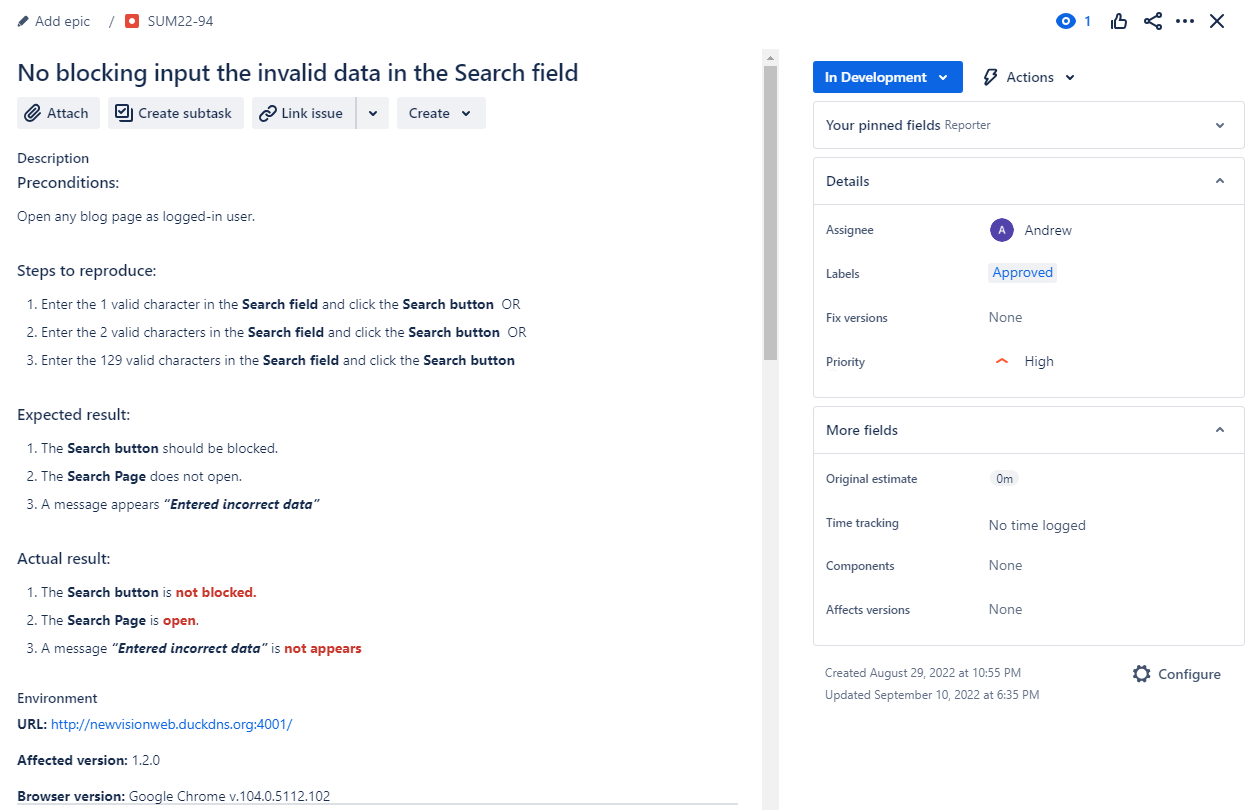 Add epic / SUM22-94 1
No blocking input the invalid data in the Search field
Attach Create subtask Link issue Create
Description
Preconditions:
Open any blog page as logged-in user.
Steps to reproduce:
1. Enter the 1 valid character in the Search field and click the Search button OR
2. Enter the 2 valid characters in the Search field and click the Search button OR
3. Enter the 129 valid characters in the Search field and click the Search button
Expected result:
1. The Search button should be blocked.
2. The Search Page does not open.
3. A message appears “Entered incorrect data”
Actual result:
1. The Search button is not blocked.
2. The Search Page is open.
3. A message “Entered incorrect data” is not appears
Environment
URL: http://newvisionweb.duckdns.org:4001/
Affected version: 1.2.0
Browser version: Google Chrome v.104.0.5112.102
In Development Actions
Your pinned fields Reporter
Details
Assignee A Andrew
Labels Approved
Fix versions None
Priority High
More fields
Original estimate 0m
Time tracking No time logged
Components None
Affects versions None
Created August 29, 2022 at 10:55 PM
Configure
Updated September 10, 2022 at 6:35 PM